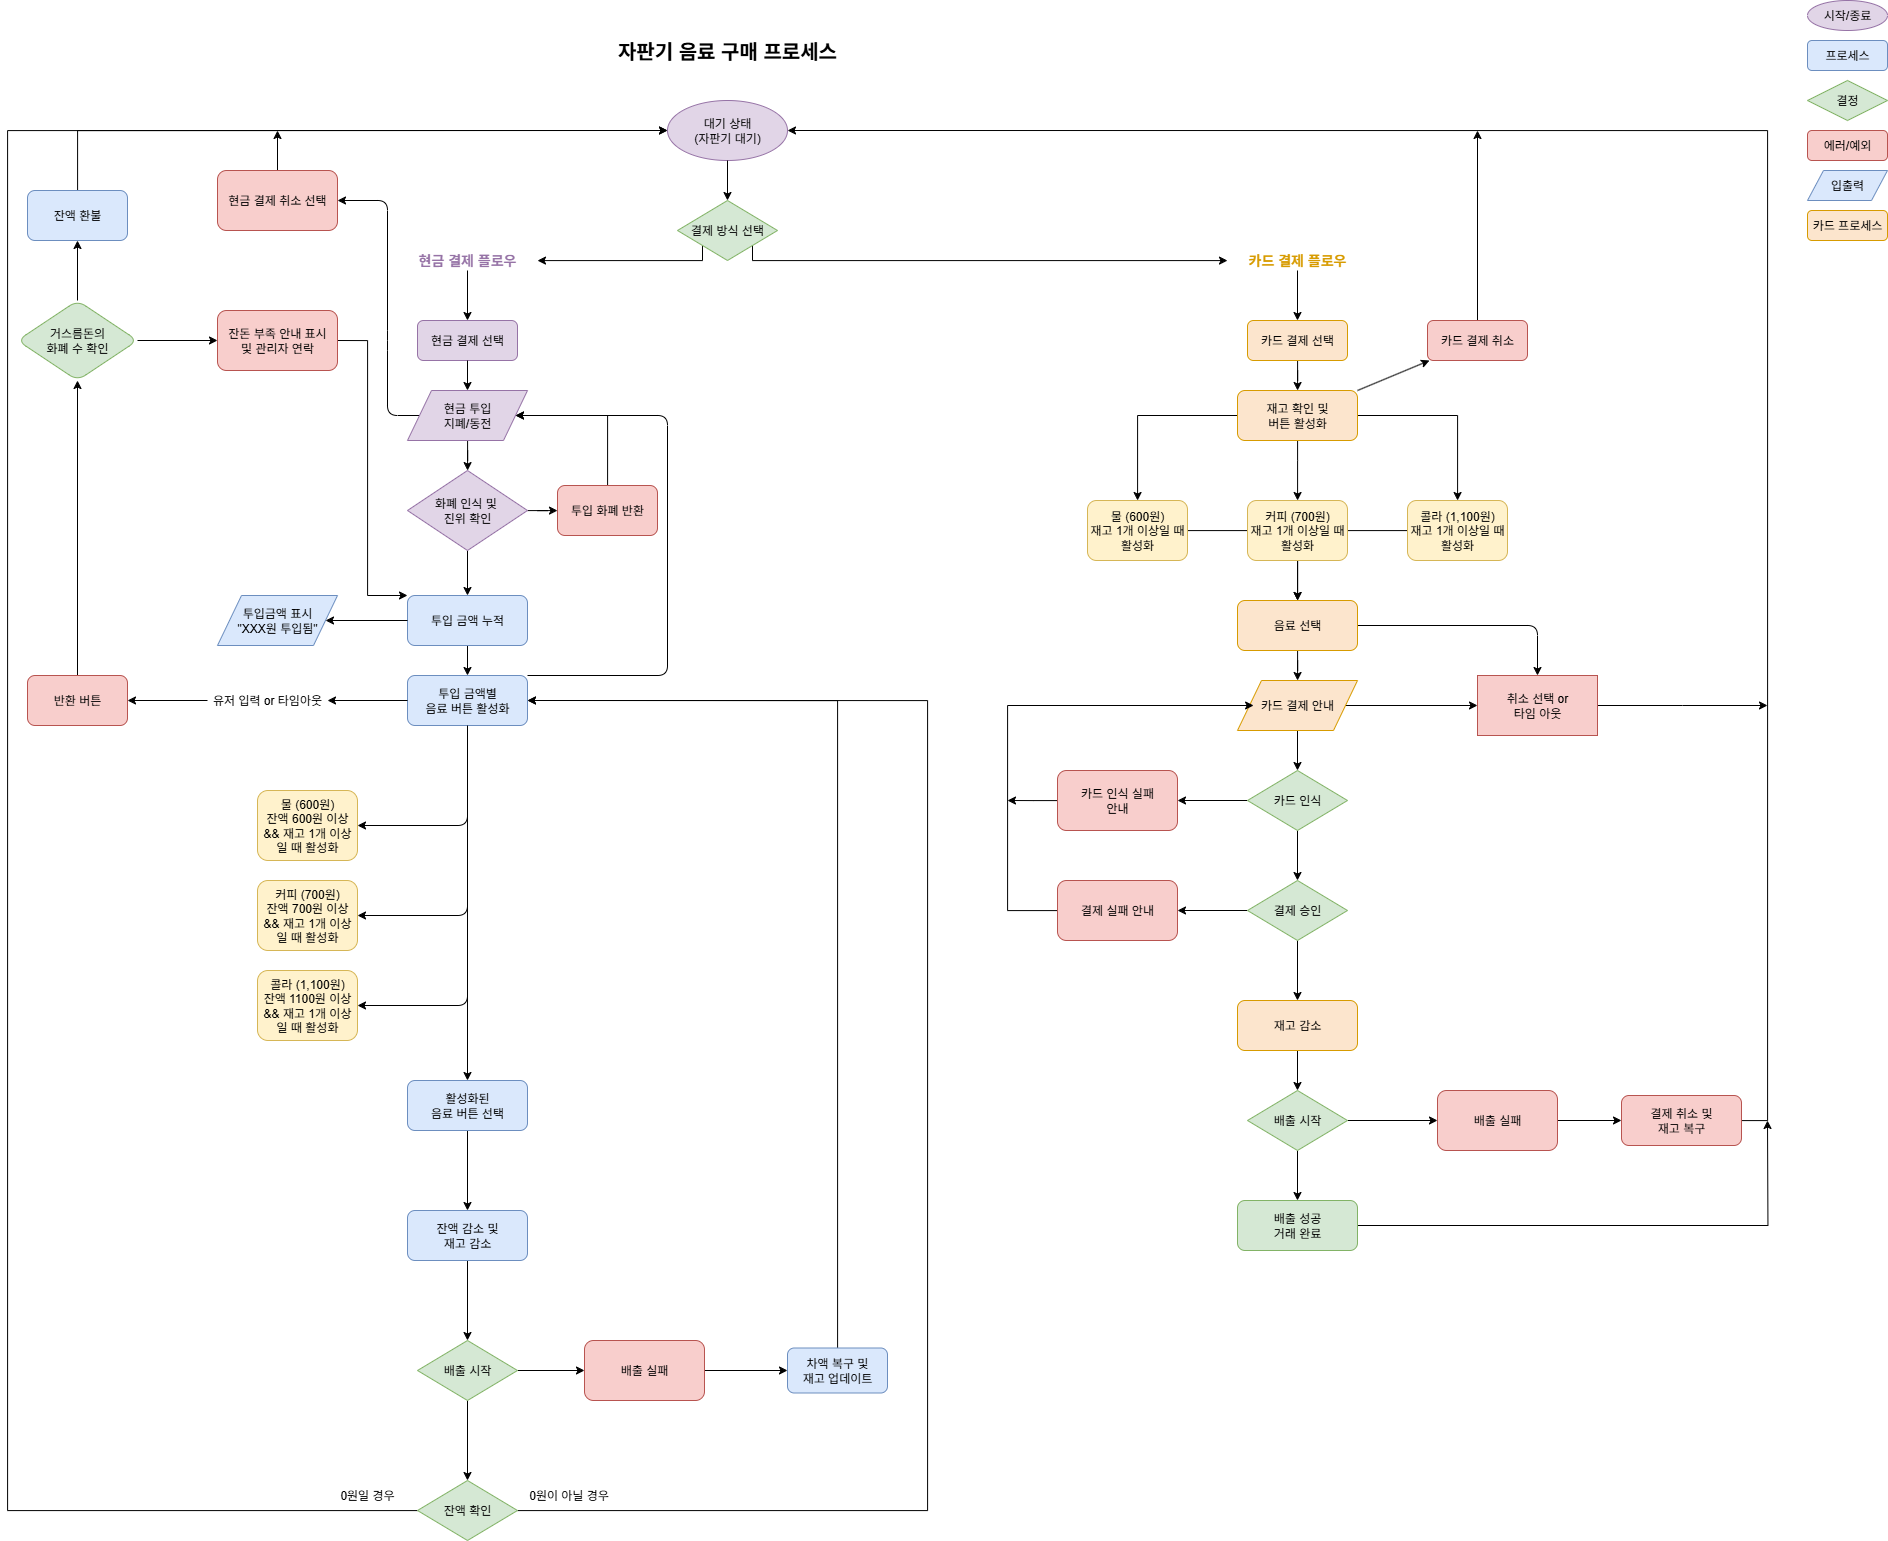 시작/종료
프로세스
결정
에러/예외
입출력
카드 프로세스
자판기 음료 구매 프로세스
대기 상태
(자판기 대기)
결제 방식 선택
현금 결제 플로우
현금 결제 선택
현금 투입
지폐/동전
현금 결제 취소 선택
화폐 인식 및
진위 확인
투입 화폐 반환
투입 금액 누적
투입금액 표시
"XXX원 투입됨"
투입 금액별
음료 버튼 활성화
유저 입력 or 타임아웃
반환 버튼
거스름돈의
화폐 수 확인
잔액 환불
잔돈 부족 안내 표시
및 관리자 연락
물 (600원)
잔액 600원 이상
&& 재고 1개 이상
일 때 활성화
커피 (700원)
잔액 700원 이상
&& 재고 1개 이상
일 때 활성화
콜라 (1,100원)
잔액 1100원 이상
&& 재고 1개 이상
일 때 활성화
활성화된
음료 버튼 선택
잔액 감소 및
재고 감소
배출 시작
배출 실패
차액 복구 및
재고 업데이트
잔액 확인
0원일 경우
0원이 아닐 경우
카드 결제 플로우
카드 결제 선택
카드 결제 취소
재고 확인 및
버튼 활성화
물 (600원)
재고 1개 이상일 때
활성화
커피 (700원)
재고 1개 이상일 때
활성화
콜라 (1,100원)
재고 1개 이상일 때
활성화
음료 선택
카드 결제 안내
취소 선택 or
타임 아웃
카드 인식
카드 인식 실패
안내
결제 승인
결제 실패 안내
재고 감소
배출 시작
배출 실패
결제 취소 및
재고 복구
배출 성공
거래 완료